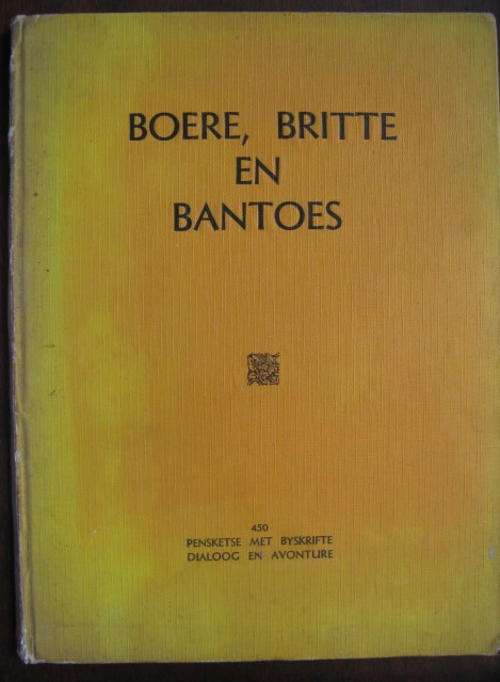 BOERE, BRITTE
EN
BANTOES
450
PENSKETSE MET BYSKRIFTE
DIALOOG EN AVONTURE